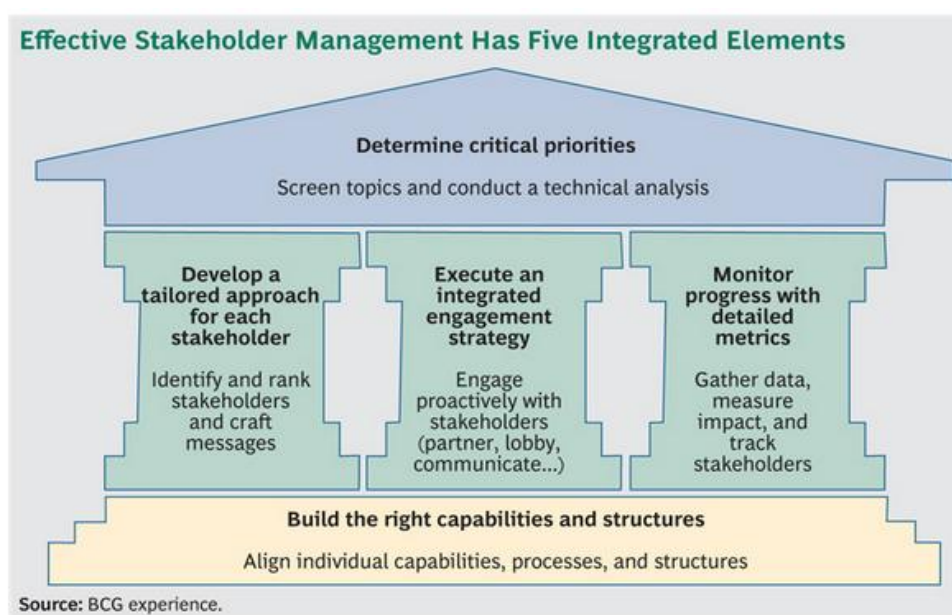 Effective Stakeholder Management Has Five Integrated Elements
Determine critical priorities
Screen topics and conduct a technical analysis
Develop a
tailored approach
for each
stakeholder
Identify and rank
stakeholders
and craft
messages
Execute an
integrated
engagement
strategy
Engage
proactively with
stakeholders
(partner, lobby,
communicate...)
Monitor
progress with
detailed
metrics
Gather data,
measure
impact, and
track
stakeholders
Build the right capabilities and structures
Align individual capabilities, processes, and structures
Source: BCG experience.